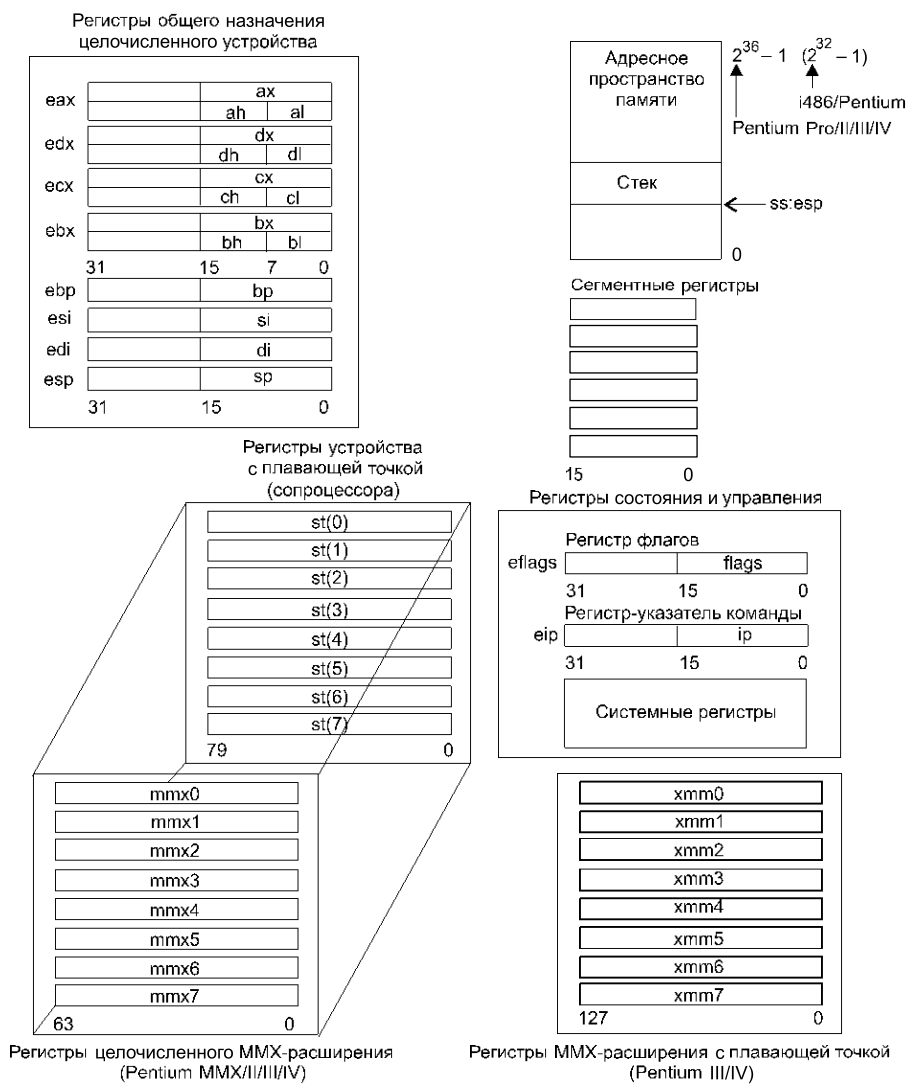 Регистры общего назначения
целочисленного устройства
eax
ax
ah al
edx
dx
dh dl
ecx
cx
ch cl
ebx
bx
bh bl
31 15 7 0
ebp bp
esi si
edi di
esp sp
31 15 0
Адресное
пространство
памяти
2^36 – 1 (2^32 – 1)
i486/Pentium
Pentium Pro/II/III/IV
Стек
ss:esp
0
Сегментные регистры
15 0
Регистры устройства
с плавающей точкой
(сопроцессора)
st(0)
st(1)
st(2)
st(3)
st(4)
st(5)
st(6)
st(7)
79 0
Регистры состояния и управления
Регистр флагов
eflags flags
31 15 0
Регистр-указатель команды
eip ip
31 15 0
Системные регистры
mmx0
mmx1
mmx2
mmx3
mmx4
mmx5
mmx6
mmx7
63 0
Регистры целочисленного MMX-расширения
(Pentium MMX/II/III/IV)
xmm0
xmm1
xmm2
xmm3
xmm4
xmm5
xmm6
xmm7
127 0
Регистры MMX-расширения с плавающей точкой
(Pentium III/IV)